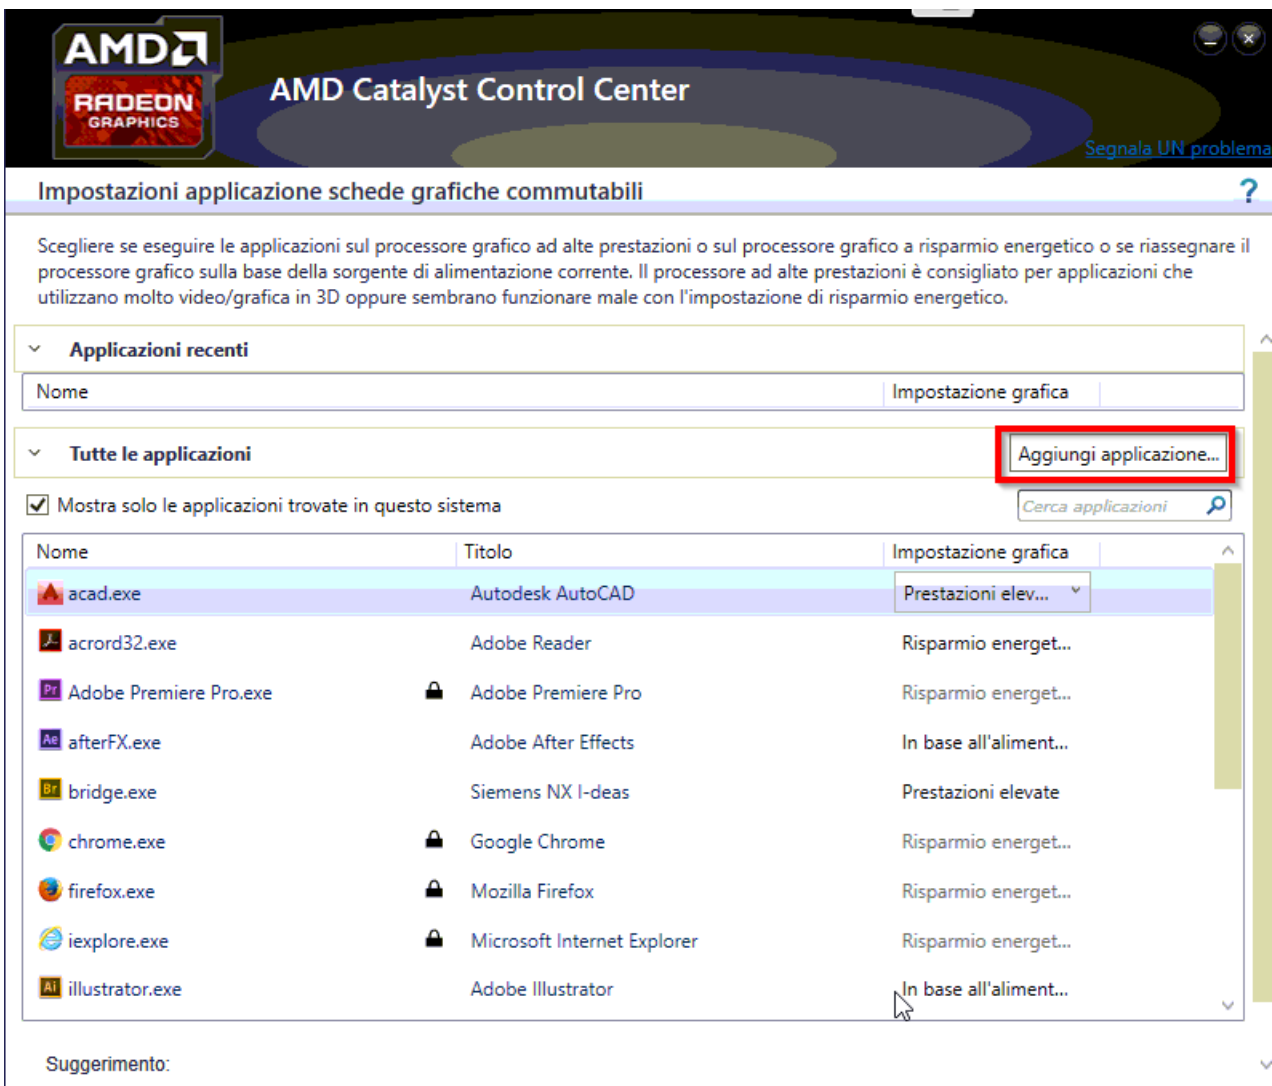 AMD
RADEON
GRAPHICS
AMD Catalyst Control Center
Segnala UN problema
Impostazioni applicazione schede grafiche commutabili
?
Scegliere se eseguire le applicazioni sul processore grafico ad alte prestazioni o sul processore grafico a risparmio energetico o se riassegnare il
processore grafico sulla base della sorgente di alimentazione corrente. Il processore ad alte prestazioni è consigliato per applicazioni che
utilizzano molto video/grafica in 3D oppure sembrano funzionare male con l'impostazione di risparmio energetico.
Applicazioni recenti
Nome Impostazione grafica
Tutte le applicazioni Aggiungi applicazione...
Mostra solo le applicazioni trovate in questo sistema Cerca applicazioni
Nome Titolo Impostazione grafica
acad.exe Autodesk AutoCAD Prestazioni elev...
acrord32.exe Adobe Reader Risparmio energet...
Pr Adobe Premiere Pro.exe Adobe Premiere Pro Risparmio energet...
Ae afterFX.exe Adobe After Effects In base all'aliment...
Br bridge.exe Siemens NX I-deas Prestazioni elevate
chrome.exe Google Chrome Risparmio energet...
firefox.exe Mozilla Firefox Risparmio energet...
iexplore.exe Microsoft Internet Explorer Risparmio energet...
Ai illustrator.exe Adobe Illustrator In base all'aliment...
Suggerimento: